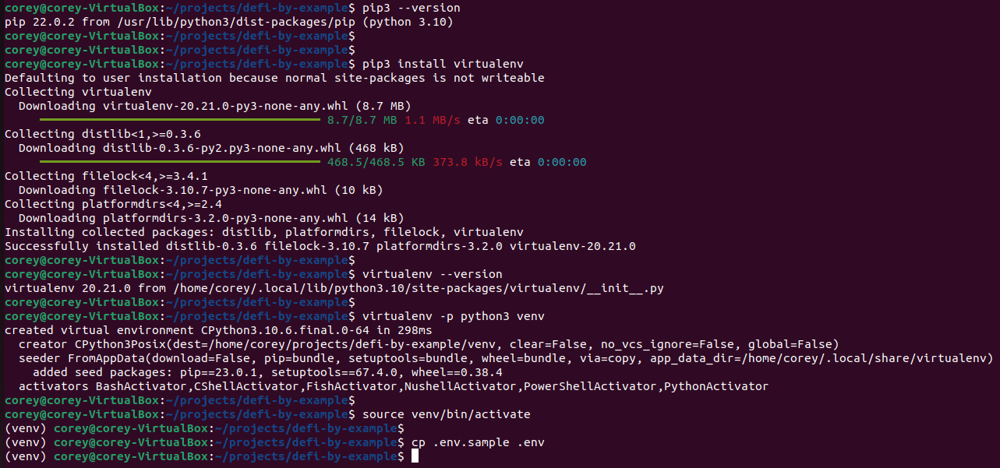 corey@corey-VirtualBox:~/projects/defi-by-example$ pip3 --version
pip 22.0.2 from /usr/lib/python3/dist-packages/pip (python 3.10)
corey@corey-VirtualBox:~/projects/defi-by-example$
corey@corey-VirtualBox:~/projects/defi-by-example$
corey@corey-VirtualBox:~/projects/defi-by-example$ pip3 install virtualenv
Defaulting to user installation because normal site-packages is not writeable
Collecting virtualenv
  Downloading virtualenv-20.21.0-py3-none-any.whl (8.7 MB)
8.7/8.7 MB 1.1 MB/s eta 0:00:00
Collecting distlib<1,>=0.3.6
  Downloading distlib-0.3.6-py2.py3-none-any.whl (468 kB)
468.5/468.5 KB 373.8 kB/s eta 0:00:00
Collecting filelock<4,>=3.4.1
  Downloading filelock-3.10.7-py3-none-any.whl (10 kB)
Collecting platformdirs<4,>=2.4
  Downloading platformdirs-3.2.0-py3-none-any.whl (14 kB)
Installing collected packages: distlib, platformdirs, filelock, virtualenv
Successfully installed distlib-0.3.6 filelock-3.10.7 platformdirs-3.2.0 virtualenv-20.21.0
corey@corey-VirtualBox:~/projects/defi-by-example$
corey@corey-VirtualBox:~/projects/defi-by-example$ virtualenv --version
virtualenv 20.21.0 from /home/corey/.local/lib/python3.10/site-packages/virtualenv/__init__.py
corey@corey-VirtualBox:~/projects/defi-by-example$
corey@corey-VirtualBox:~/projects/defi-by-example$ virtualenv -p python3 venv
created virtual environment CPython3.10.6.final.0-64 in 298ms
  creator CPython3Posix(dest=/home/corey/projects/defi-by-example/venv, clear=False, no_vcs_ignore=False, global=False)
  seeder FromAppData(download=False, pip=bundle, setuptools=bundle, wheel=bundle, via=copy, app_data_dir=/home/corey/.local/share/virtualenv)
    added seed packages: pip==23.0.1, setuptools==67.4.0, wheel==0.38.4
  activators BashActivator,CShellActivator,FishActivator,NushellActivator,PowerShellActivator,PythonActivator
corey@corey-VirtualBox:~/projects/defi-by-example$
corey@corey-VirtualBox:~/projects/defi-by-example$ source venv/bin/activate
(venv) corey@corey-VirtualBox:~/projects/defi-by-example$
(venv) corey@corey-VirtualBox:~/projects/defi-by-example$ cp .env.sample .env
(venv) corey@corey-VirtualBox:~/projects/defi-by-example$